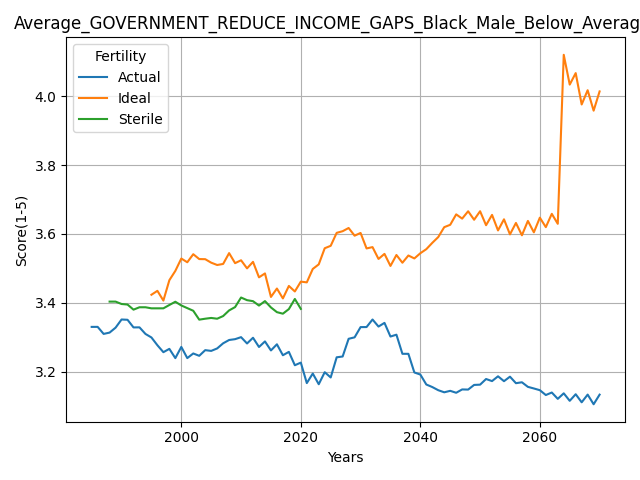 Average_GOVERNMENT_REDUCE_INCOME_GAPS_Black_Male_Below_Averag
Fertility
Actual
Ideal
Sterile
Score(1-5)
4.0
3.8
3.6
3.4
3.2
2000 2020 2040 2060
Years